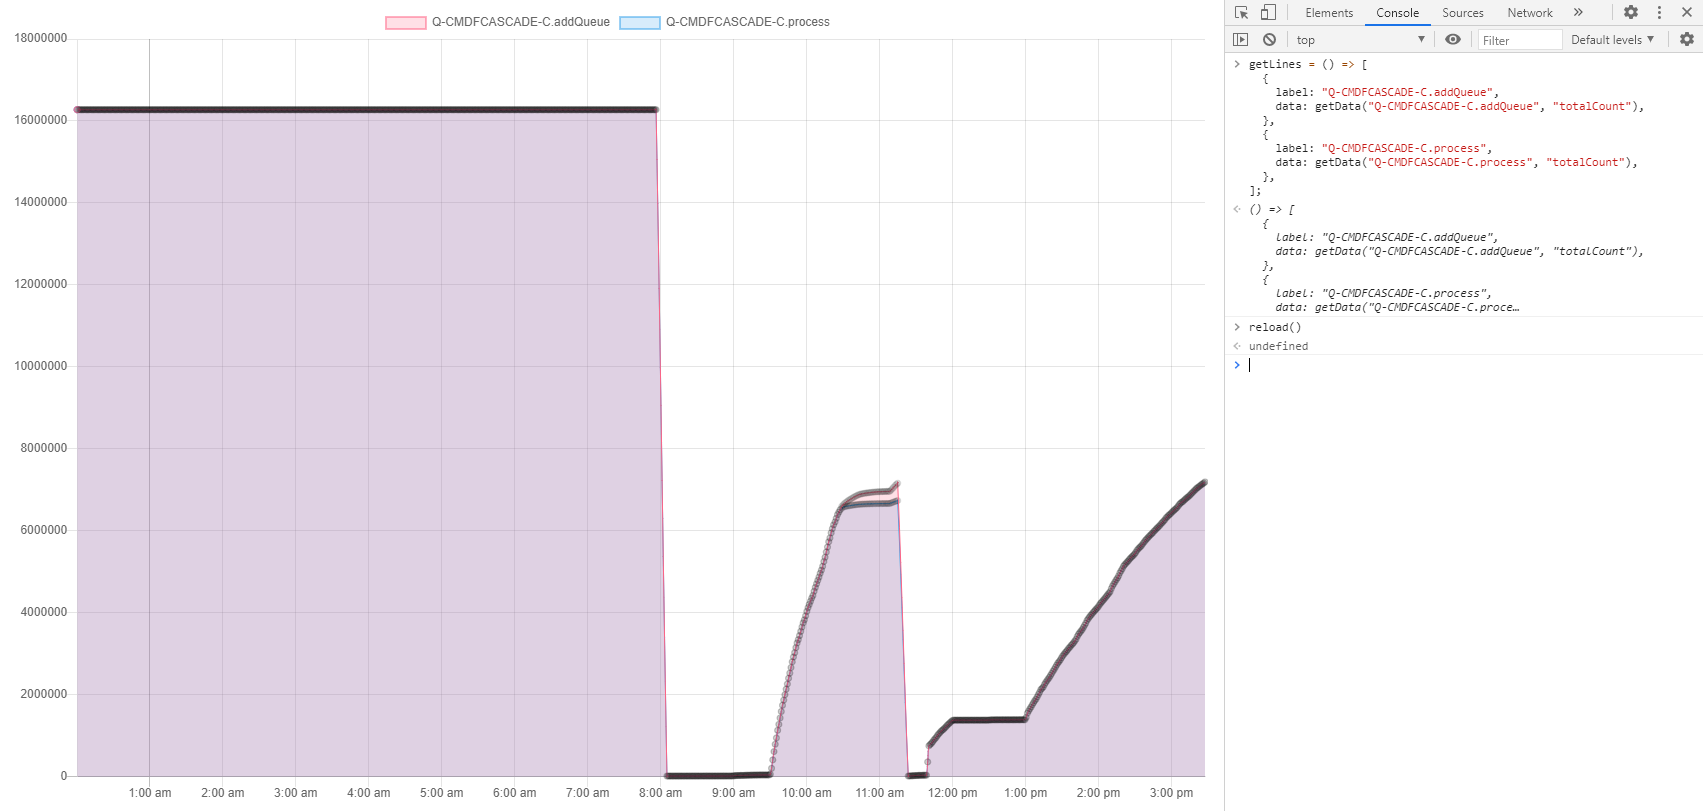 Q-CMDFCASCADE-C.addQueue Q-CMDFCASCADE-C.process
18000000
16000000
14000000
12000000
10000000
8000000
6000000
4000000
2000000
0
1:00 am 2:00 am 3:00 am 4:00 am 5:00 am 6:00 am 7:00 am 8:00 am 9:00 am 10:00 am 11:00 am 12:00 pm 1:00 pm 2:00 pm 3:00 pm
Elements Console Sources Network »
top Filter Default levels
> getLines = () => [
{
label: "Q-CMDFCASCADE-C.addQueue",
data: getData("Q-CMDFCASCADE-C.addQueue", "totalCount"),
},
{
label: "Q-CMDFCASCADE-C.process",
data: getData("Q-CMDFCASCADE-C.process", "totalCount"),
},
];
() => [
{
label: "Q-CMDFCASCADE-C.addQueue",
data: getData("Q-CMDFCASCADE-C.addQueue", "totalCount"),
},
{
label: "Q-CMDFCASCADE-C.process",
data: getData("Q-CMDFCASCADE-C.proce…
> reload()
undefined
>